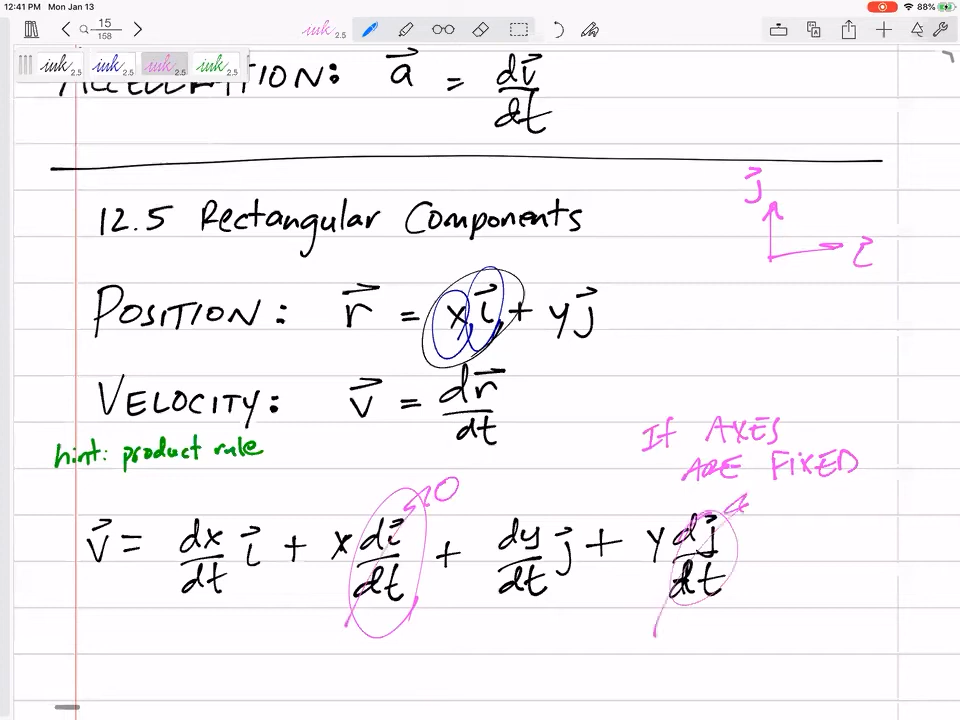 12:41 PM Mon Jan 13
88%
15
158
ink 2.5
ink 2.5 ink 2.5 ink 2.5 ink 2.5
ACCELERATION: a⃗ = dv⃗/dt
12.5 Rectangular Components
j⃗
i⃗
POSITION: r⃗ = xi⃗ + yj⃗
VELOCITY: v⃗ = dr⃗/dt
hint: product rule
If AXES
ARE FIXED
0
v⃗ = dx/dt i⃗ + x di⃗/dt + dy/dt j⃗ + y dj⃗/dt